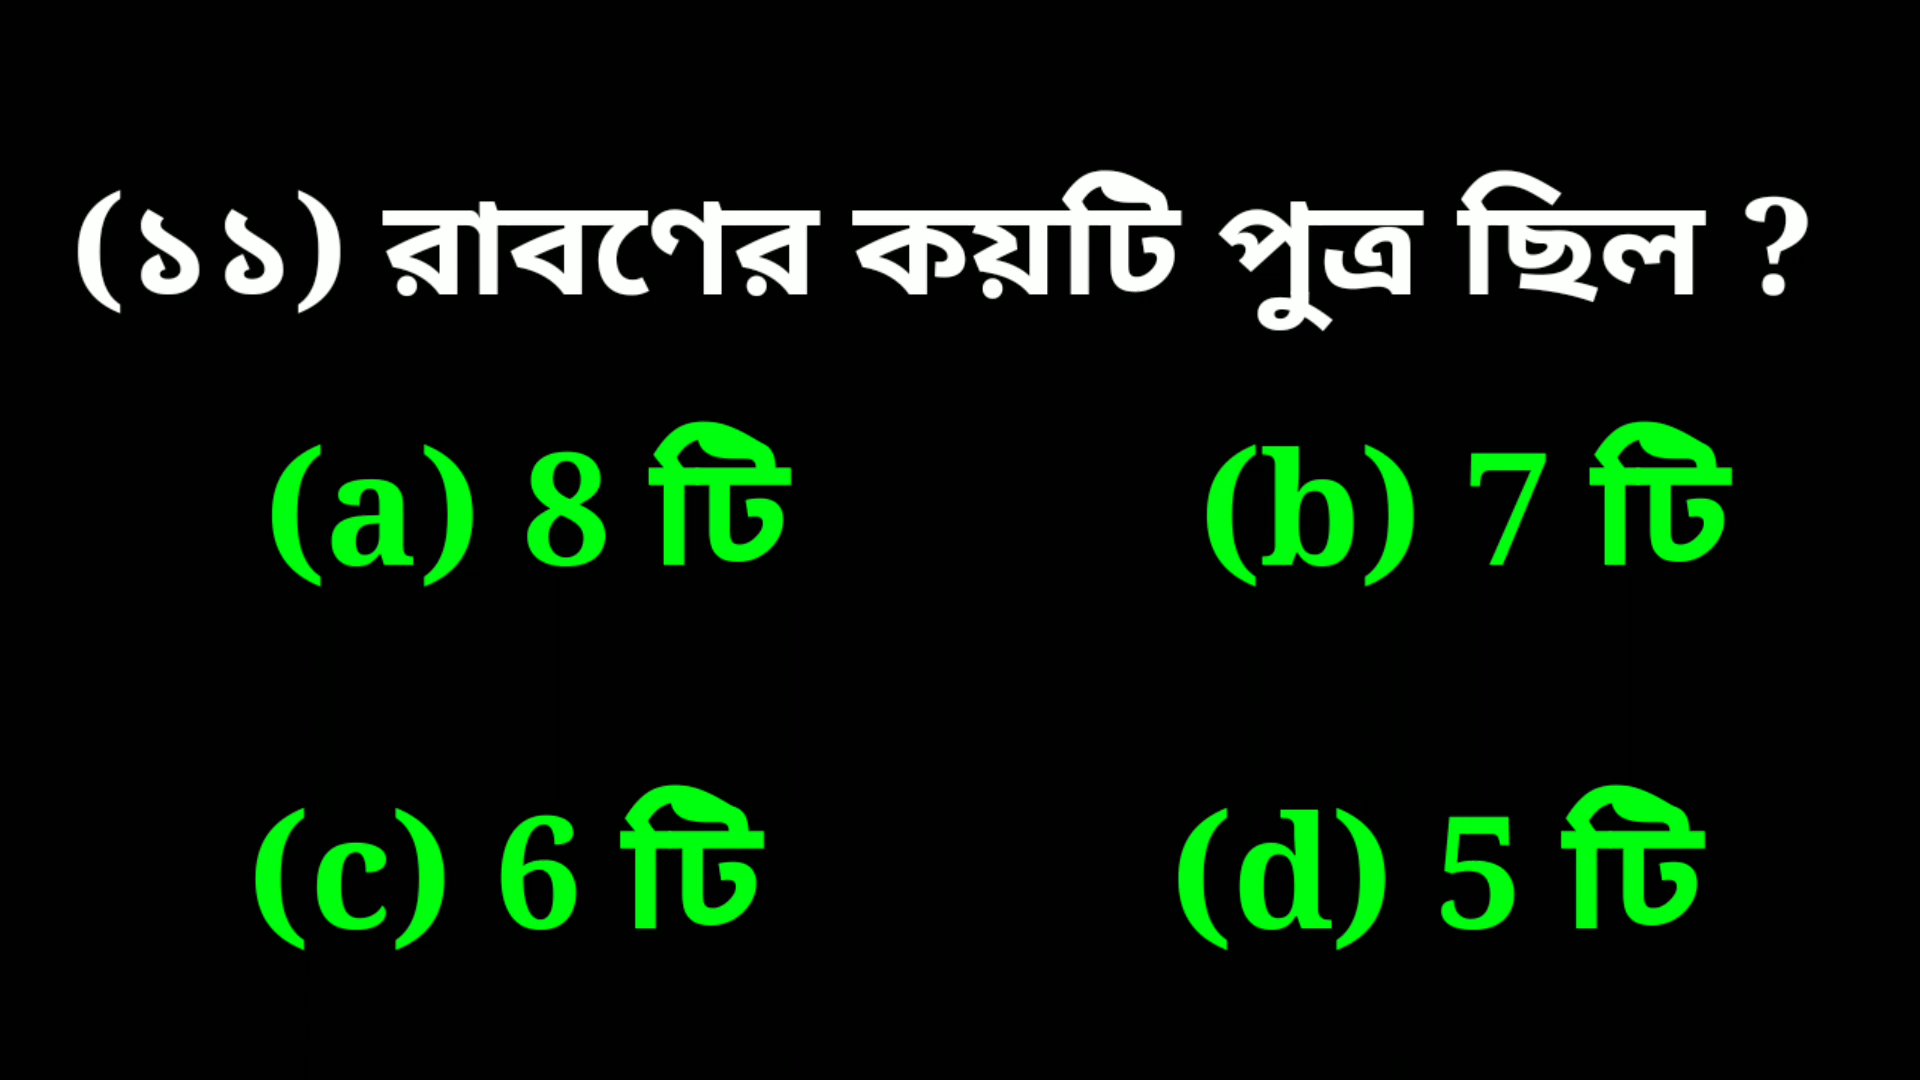 (১১) রাবণের কয়টি পুত্র ছিল ?
(a) 8 টি (b) 7 টি
(c) 6 টি (d) 5 টি